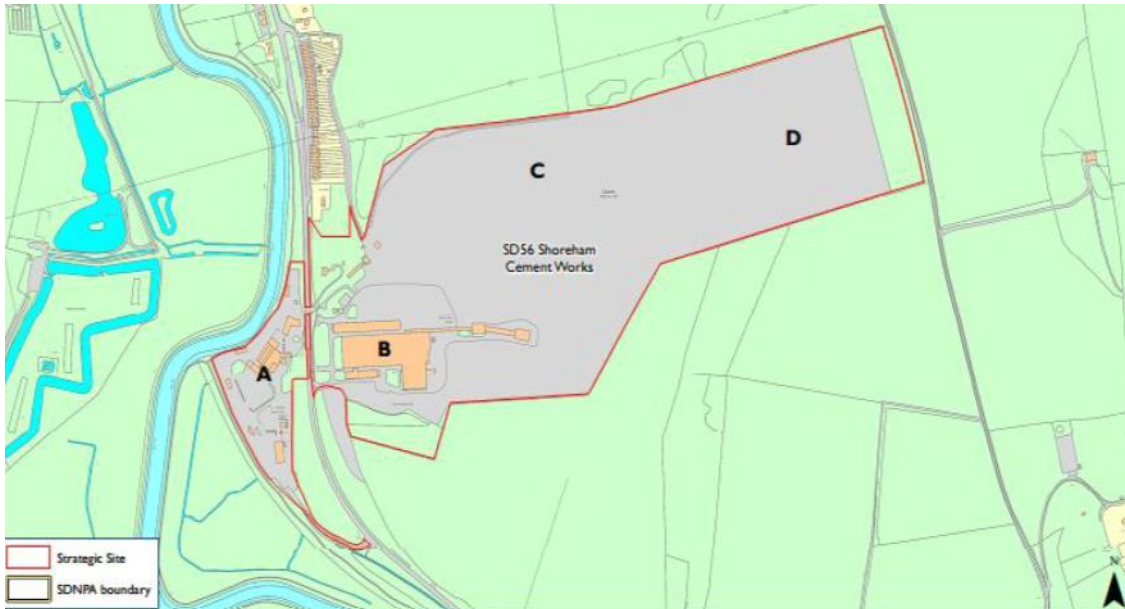 C
D
SD56 Shoreham
Cement Works
B
A
Strategic Site
SDNPA boundary
N